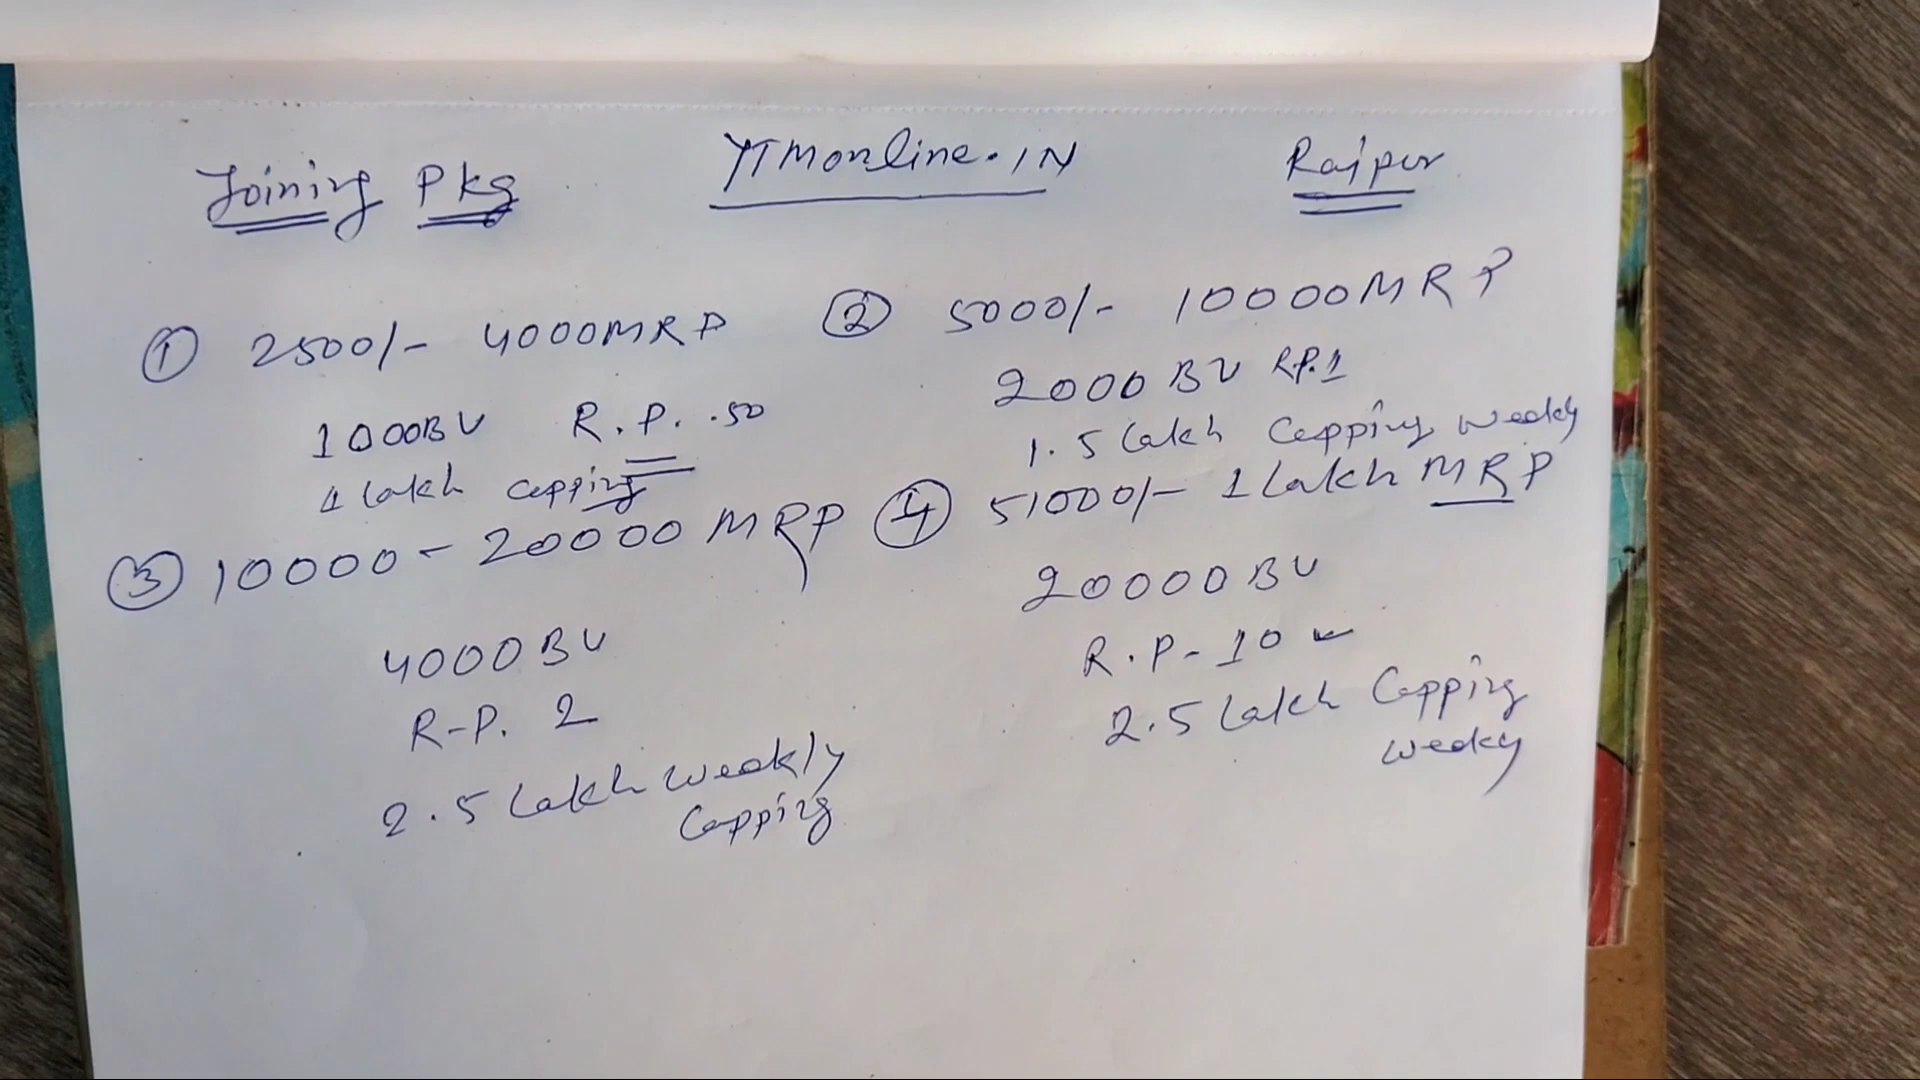 Joining Pkg YTMonline.IN Raipur
① 2500/- 4000MRP
1000BV R.P. .50
1 lakh capping
② 5000/- 10000MRP
2000 BV R.P. 1
1.5 lakh Capping weekly
③ 10000 - 20000 MRP
4000 BV
R-P. 2
2.5 lakh weekly
Capping
④ 51000/- 1 lakh MRP
20000 BV
R.P - 10
2.5 lakh Capping
weekly